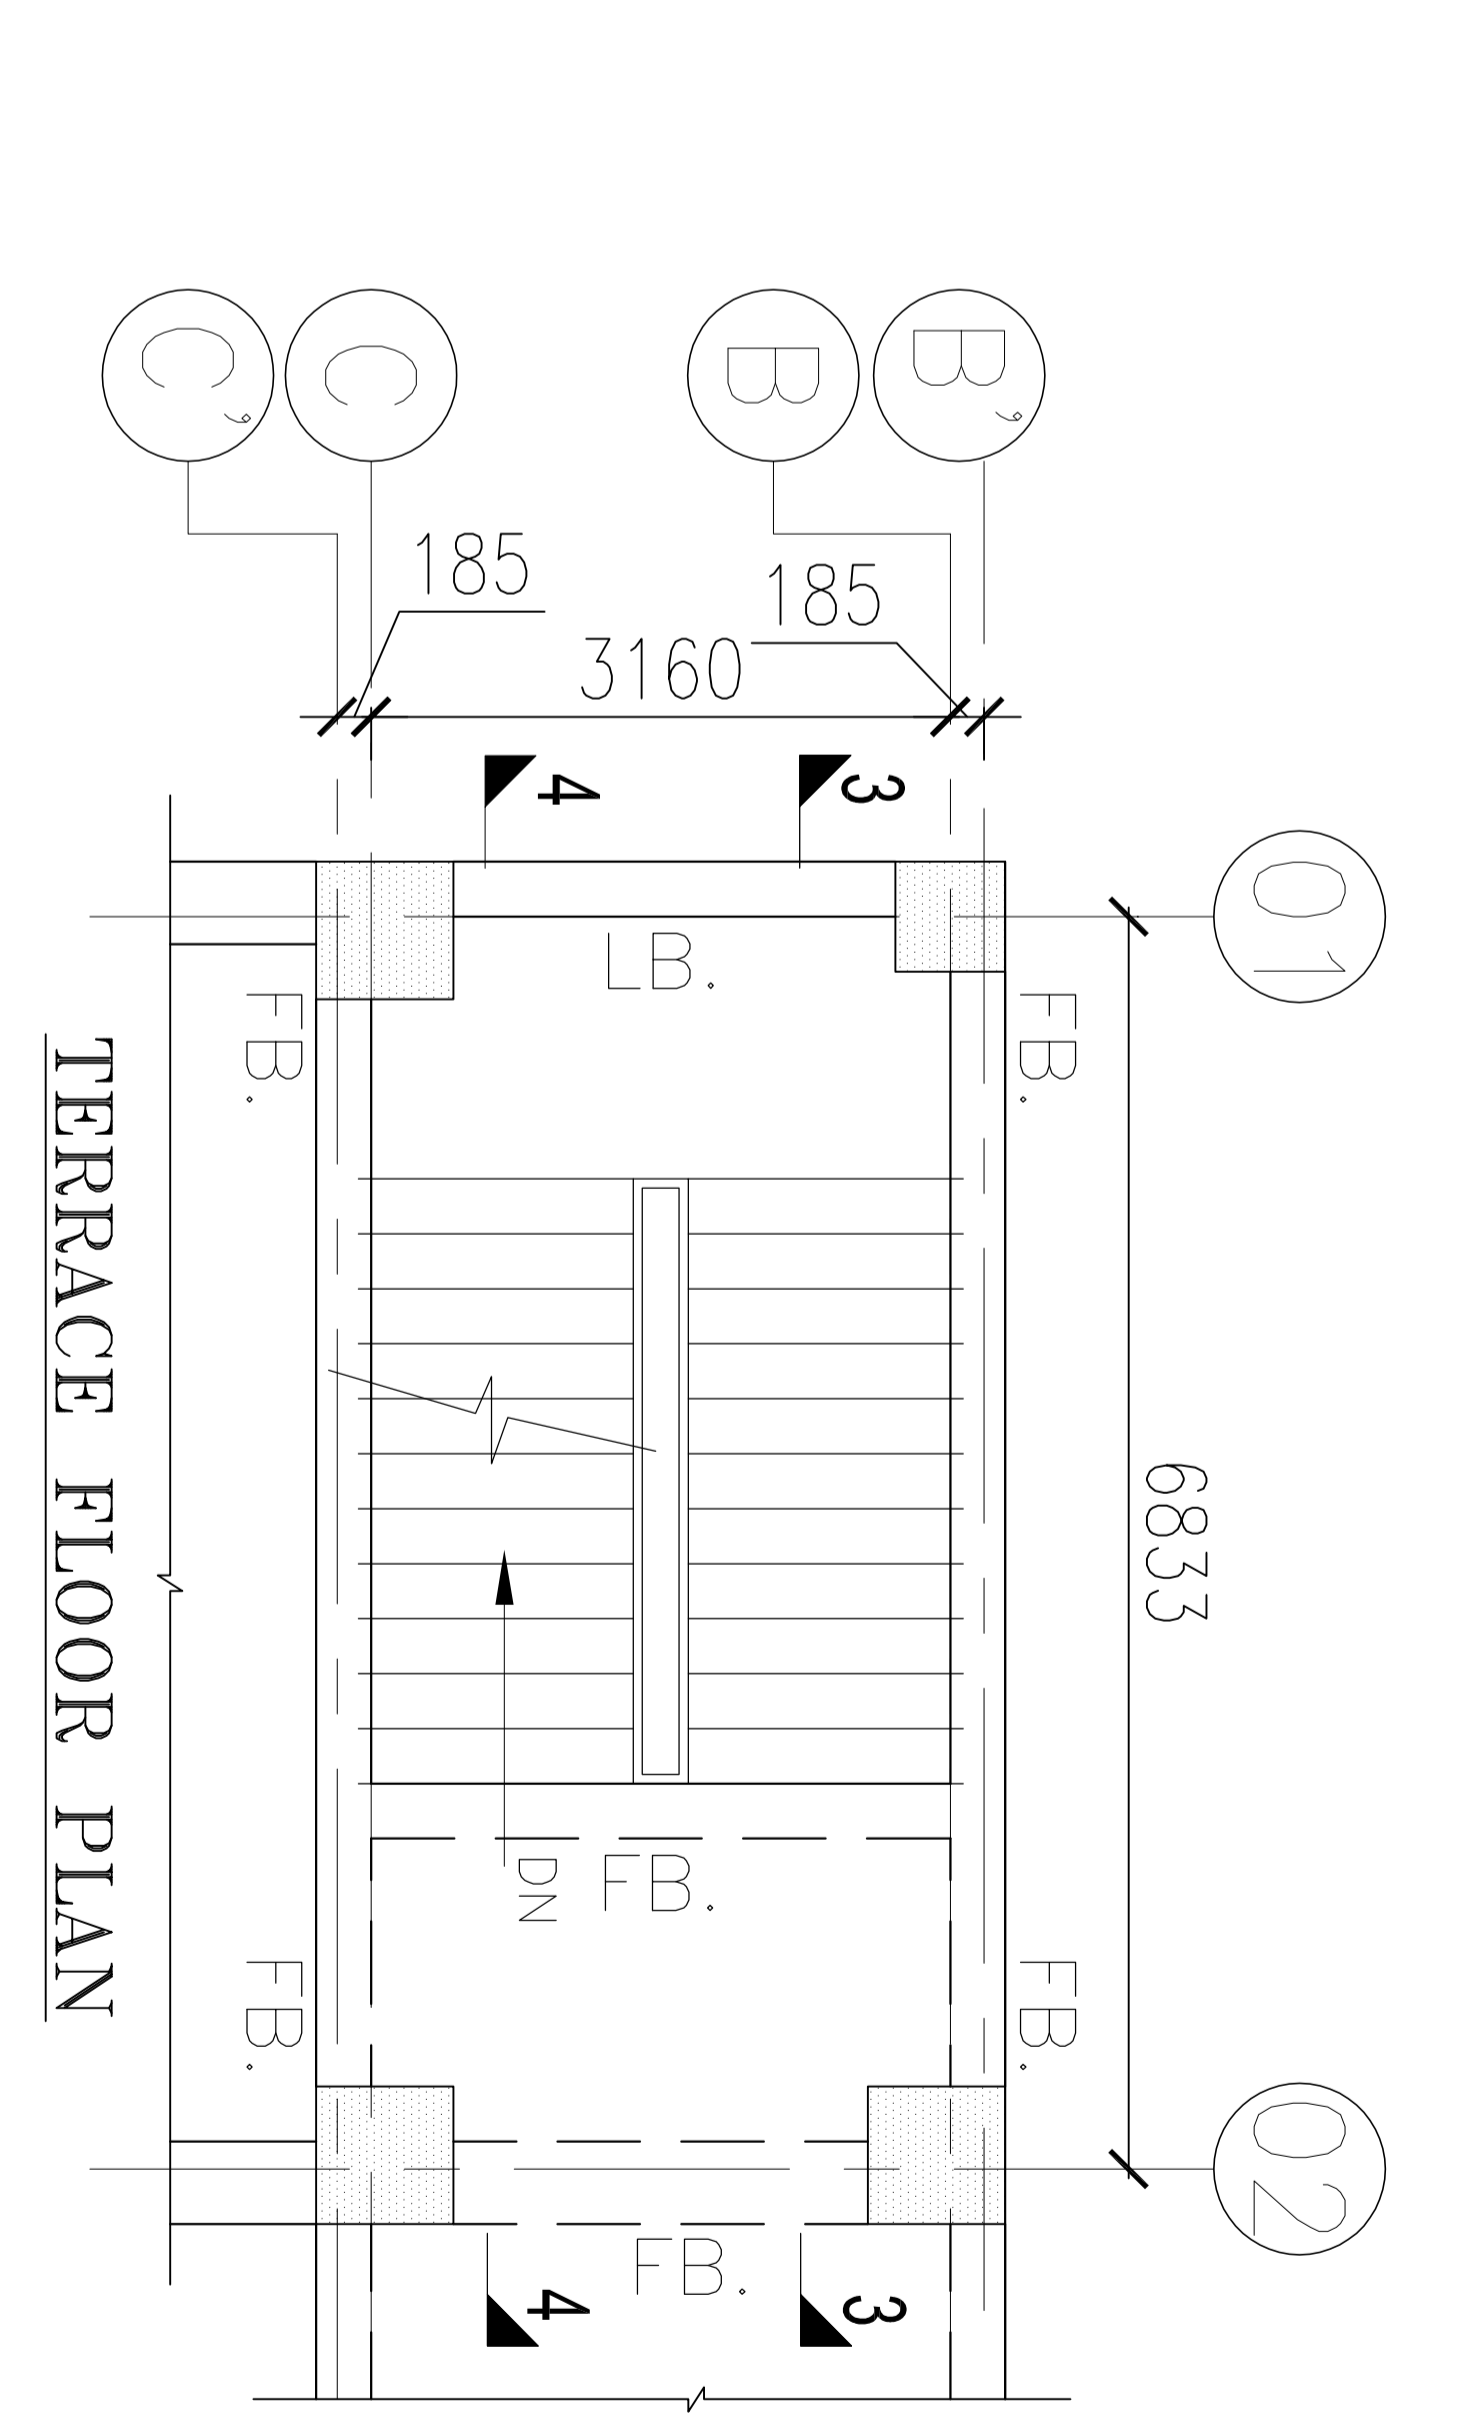 C'
C
B
B'
185
185
3160
4
3
01
LB.
FB.
FB.
6833
TERRACE FLOOR PLAN
DN
FB.
FB.
FB.
02
FB.
4
3